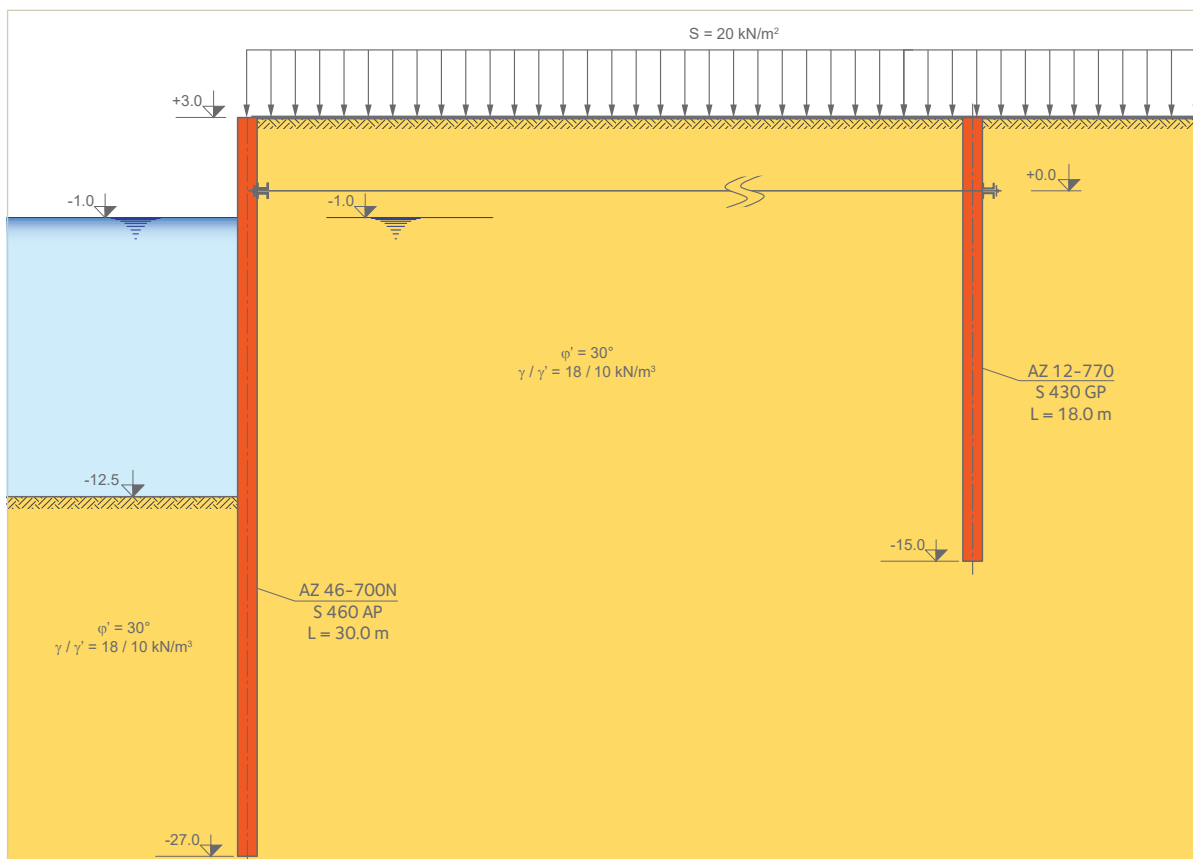 S = 20 kN/m²
+3.0
+0.0
-1.0
-1.0
φ' = 30°
γ / γ' = 18 / 10 kN/m³
AZ 12-770
S 430 GP
L = 18.0 m
-12.5
-15.0
AZ 46-700N
S 460 AP
L = 30.0 m
φ' = 30°
γ / γ' = 18 / 10 kN/m³
-27.0